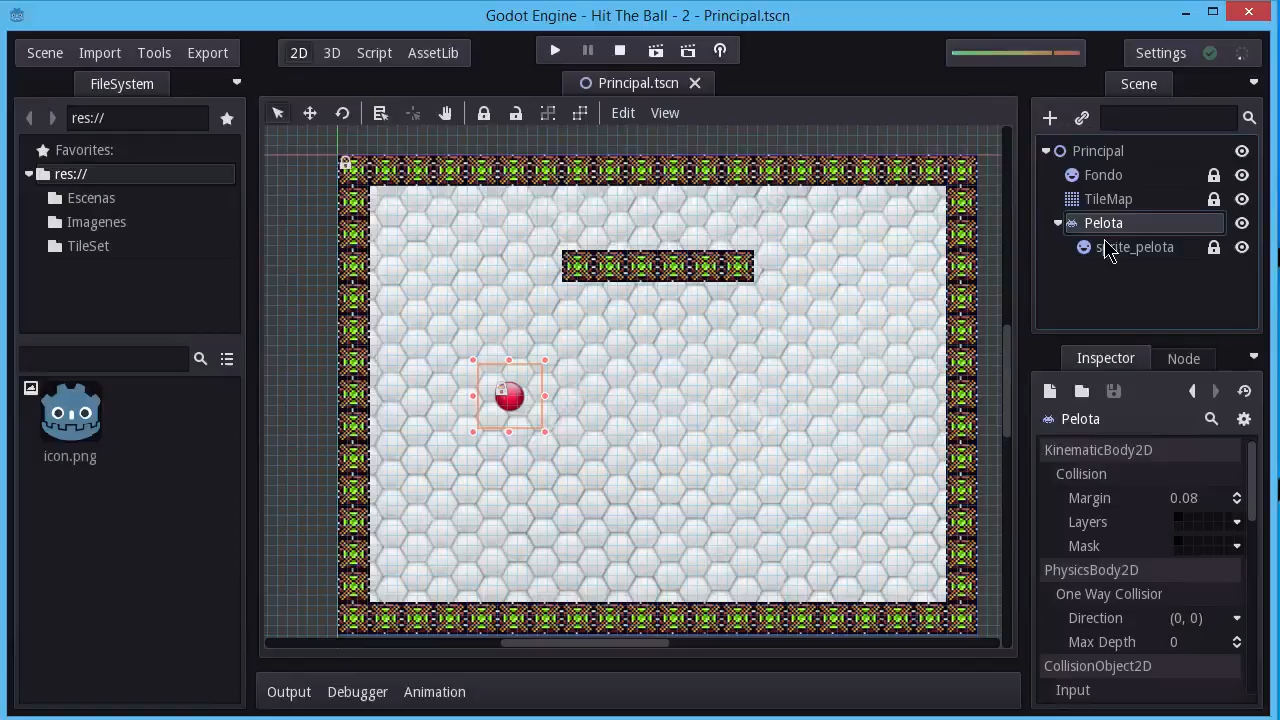 Godot Engine - Hit The Ball - 2 - Principal.tscn
Scene Import Tools Export
2D 3D Script AssetLib
Settings
FileSystem
Principal.tscn
Scene
res://
Edit View
Favorites:
res://
Escenas
Imagenes
TileSet
icon.png
Principal
Fondo
TileMap
Pelota
Inspector Node
Pelota
KinematicBody2D
Collision
Margin 0.08
Layers
Mask
PhysicsBody2D
One Way Collisior
Direction (0, 0)
Max Depth 0
CollisionObject2D
Input
Output Debugger Animation